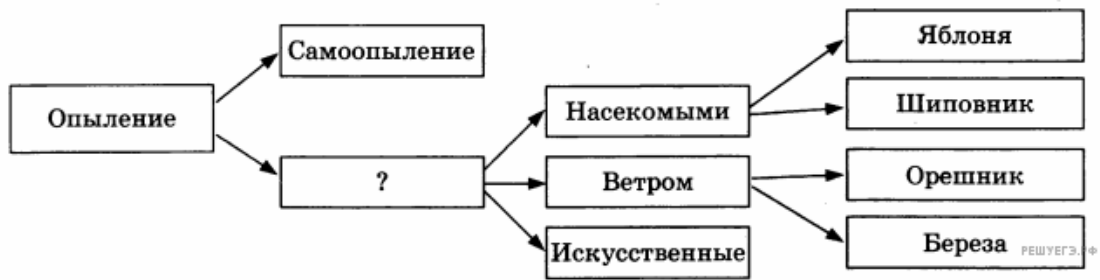 Опыление
Самоопыление
?
Насекомыми
Ветром
Искусственные
Яблоня
Шиповник
Орешник
Береза
РЕШУЕГЭ.РФ